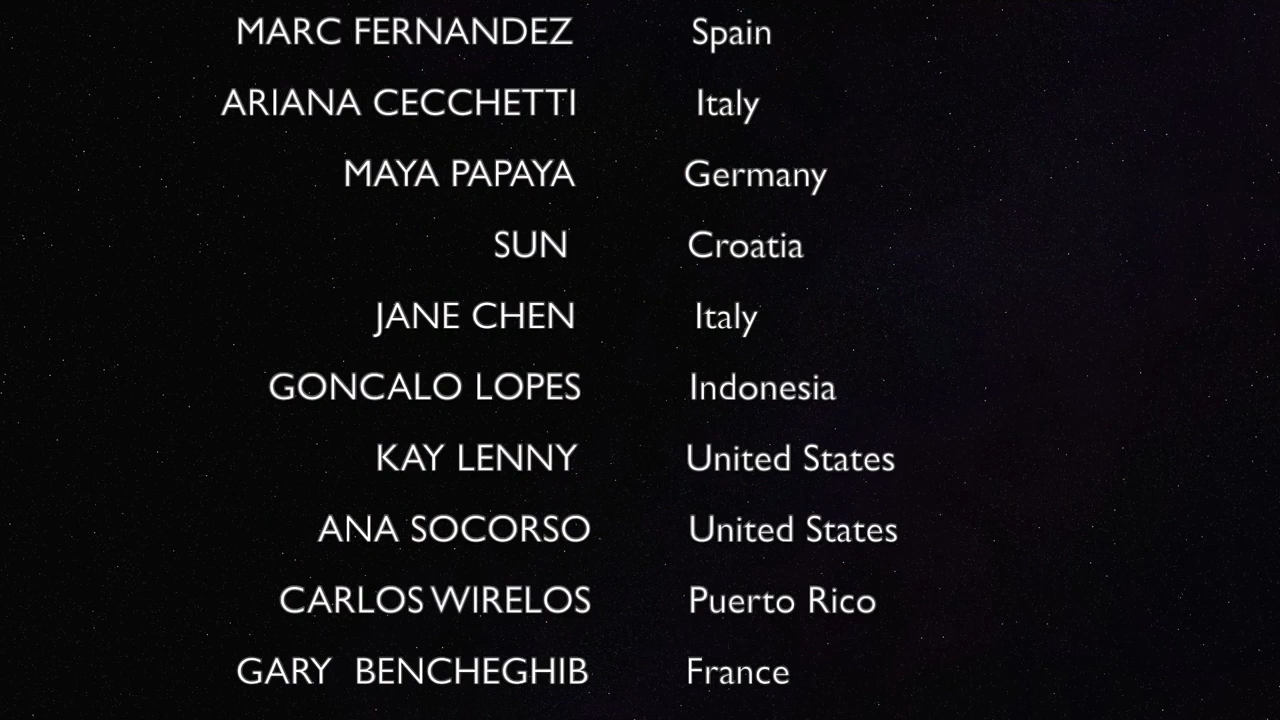 MARC FERNANDEZ Spain
ARIANA CECCHETTI Italy
MAYA PAPAYA Germany
SUN Croatia
JANE CHEN Italy
GONCALO LOPES Indonesia
KAY LENNY United States
ANA SOCORSO United States
CARLOS WIRELOS Puerto Rico
GARY BENCHEGHIB France